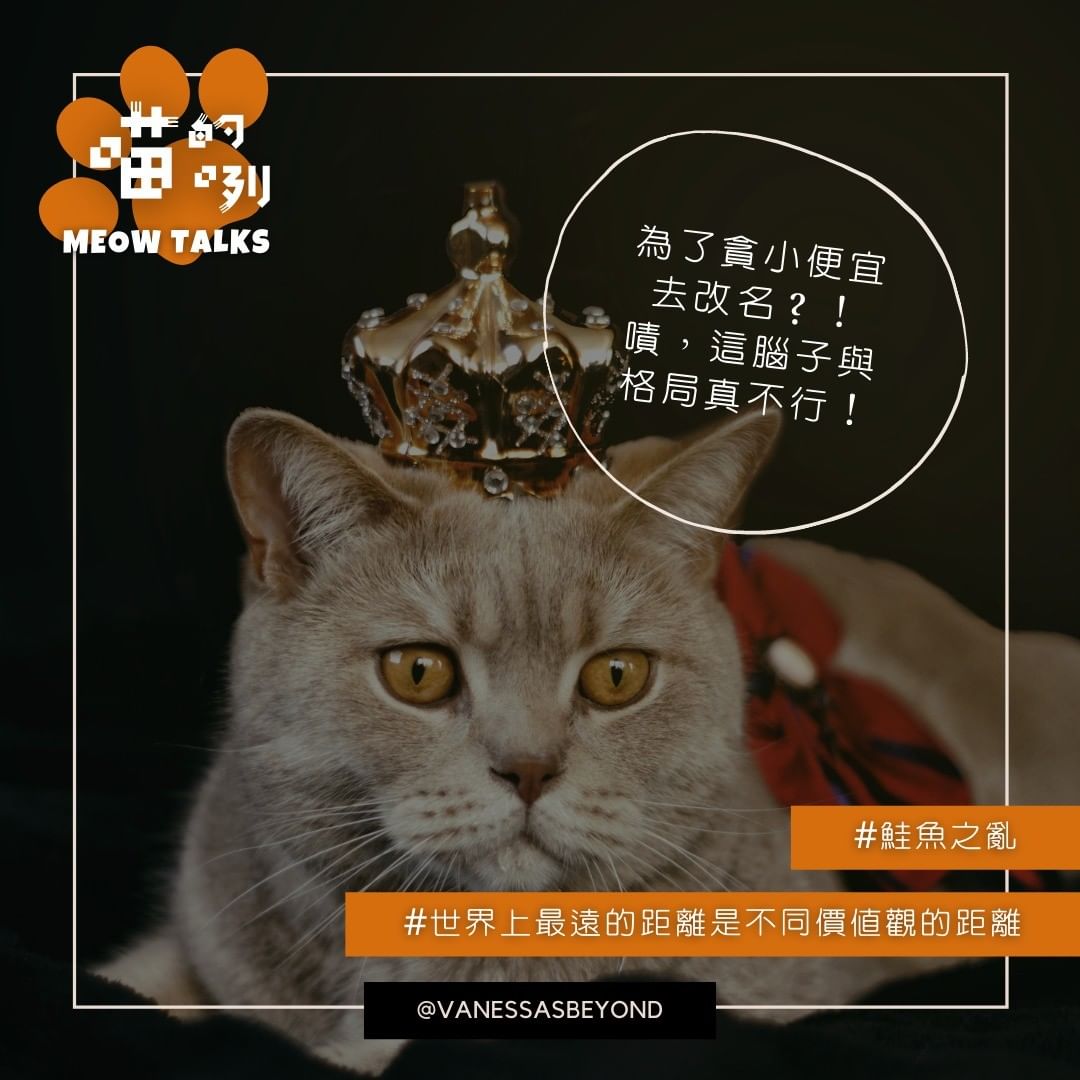 喵的
咧
MEOW TALKS
為了貪小便宜
去改名?!
嘖,這腦子與
格局真不行!
#鮭魚之亂
#世界上最遠的距離是不同價值觀的距離
@VANESSASBEYOND